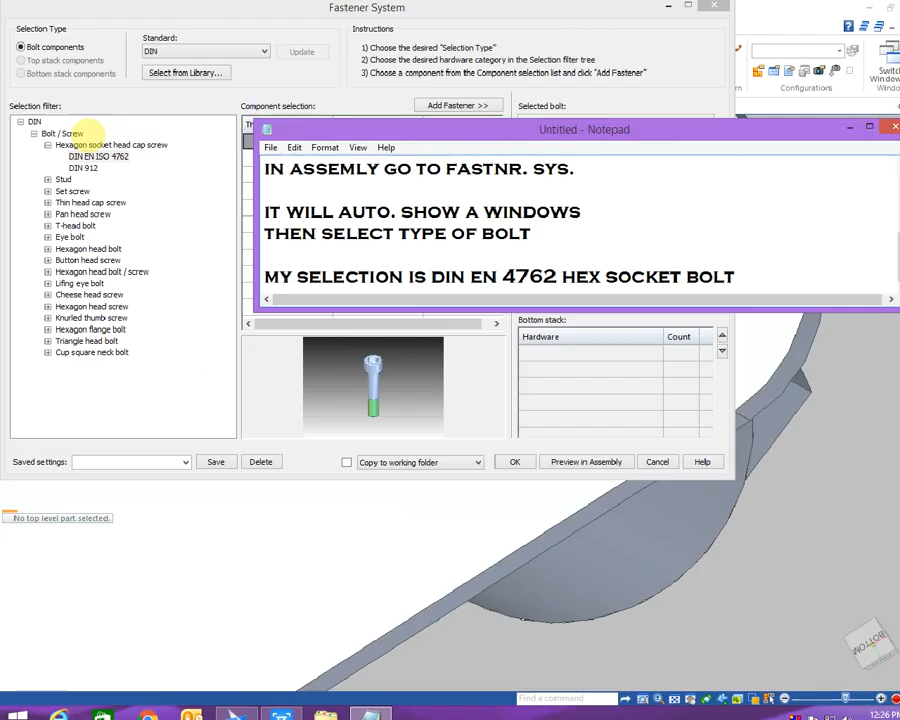 Fastener System
Selection Type
Bolt components
Top stack components
Bottom stack components
Standard:
DIN
Update
Select from Library...
Instructions
1) Choose the desired "Selection Type"
2) Choose the desired hardware category in the Selection filter tree
3) Choose a component from the Component selection list and click "Add Fastener"
Selection filter:
Component selection:
Add Fastener >>
Selected bolt:
DIN
Bolt / Screw
Hexagon socket head cap screw
DIN EN ISO 4762
DIN 912
Stud
Set screw
Thin head cap screw
Pan head screw
T-head bolt
Eye bolt
Hexagon head bolt
Button head screw
Hexagon head bolt / screw
Lifing eye bolt
Cheese head screw
Hexagon head screw
Knurled thumb screw
Hexagon flange bolt
Triangle head bolt
Cup square neck bolt
Untitled - Notepad
File Edit Format View Help
IN ASSEMLY GO TO FASTNR. SYS.
IT WILL AUTO. SHOW A WINDOWS
THEN SELECT TYPE OF BOLT
MY SELECTION IS DIN EN 4762 HEX SOCKET BOLT
Bottom stack:
Hardware Count
Saved settings:
Save
Delete
Copy to working folder
OK
Preview in Assembly
Cancel
Help
No top level part selected.
Configurations
Switch
BOTTOM
Find a command
12:26 PM